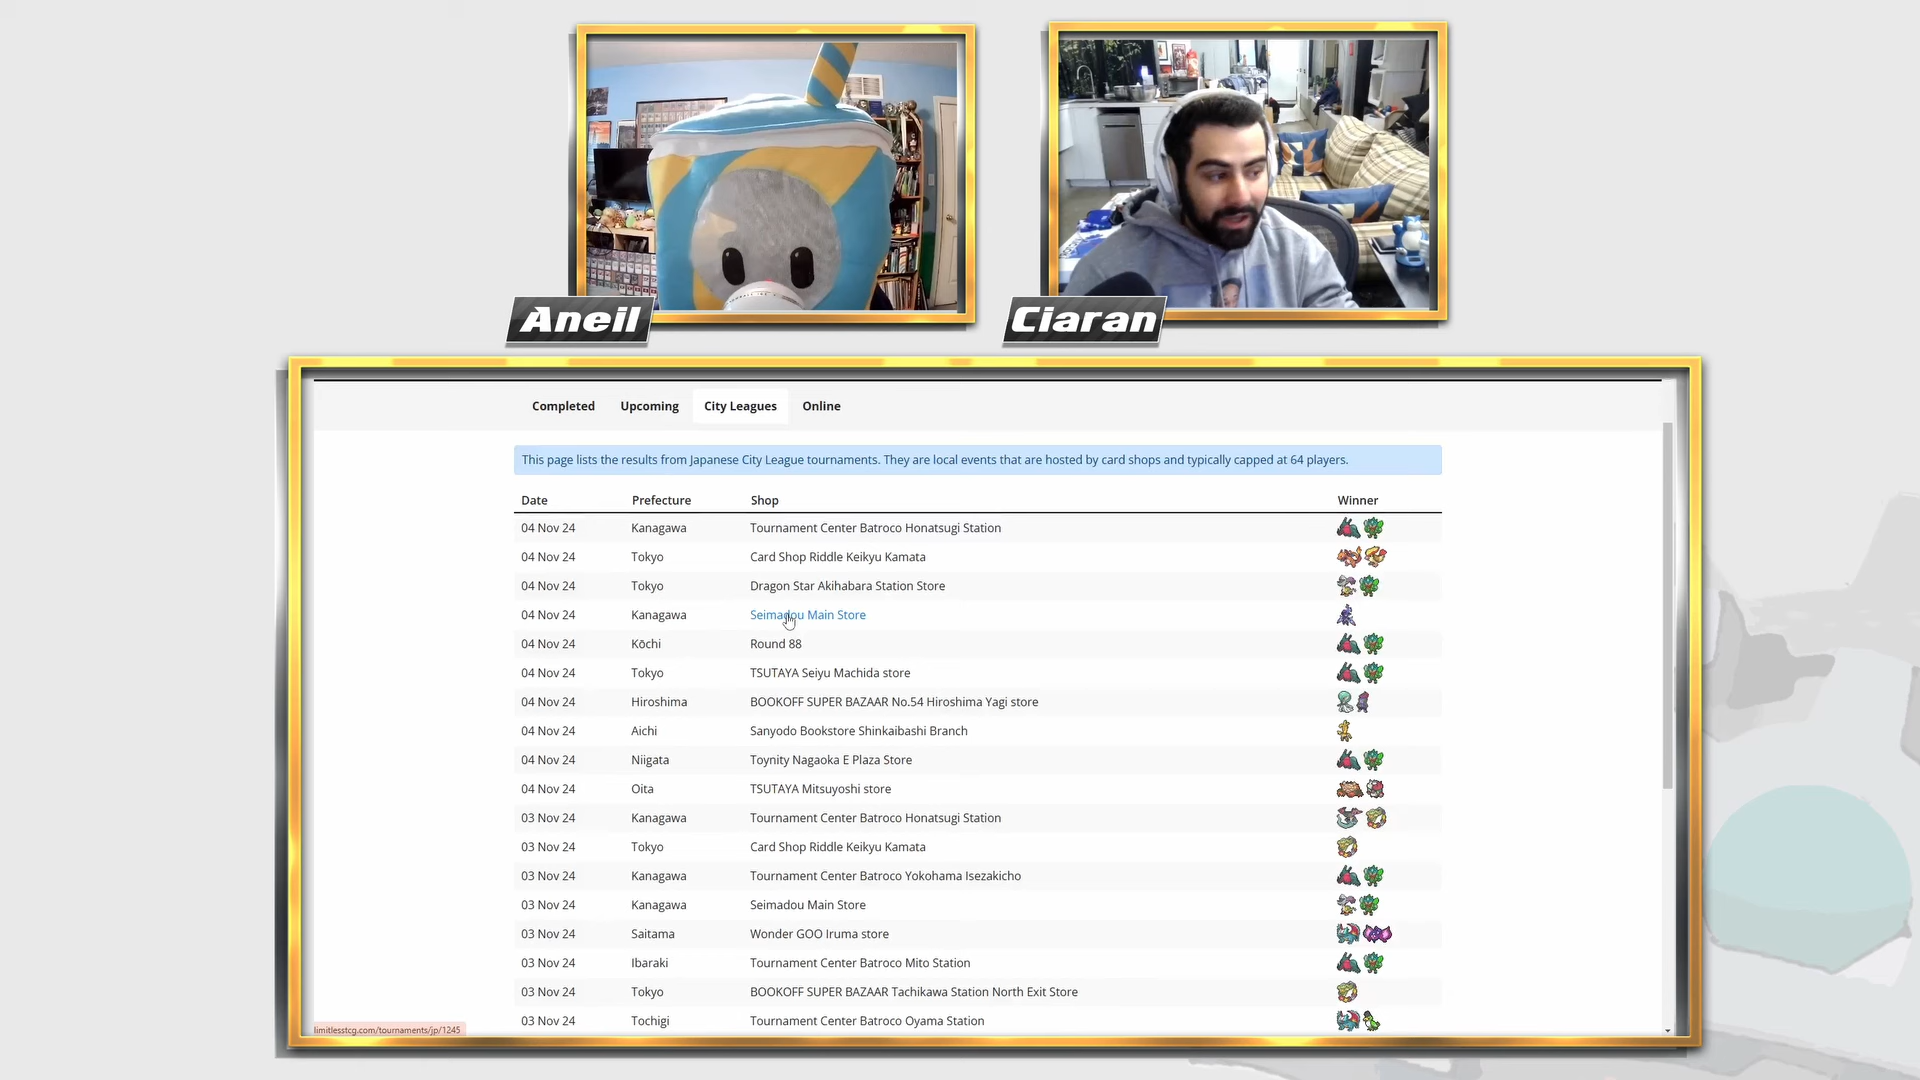 Aneil
Ciaran
Completed Upcoming City Leagues Online
This page lists the results from Japanese City League tournaments. They are local events that are hosted by card shops and typically capped at 64 players.
Date Prefecture Shop Winner
04 Nov 24 Kanagawa Tournament Center Batroco Honatsugi Station
04 Nov 24 Tokyo Card Shop Riddle Keikyu Kamata
04 Nov 24 Tokyo Dragon Star Akihabara Station Store
04 Nov 24 Kanagawa Seimadou Main Store
04 Nov 24 Kōchi Round 88
04 Nov 24 Tokyo TSUTAYA Seiyu Machida store
04 Nov 24 Hiroshima BOOKOFF SUPER BAZAAR No.54 Hiroshima Yagi store
04 Nov 24 Aichi Sanyodo Bookstore Shinkaibashi Branch
04 Nov 24 Niigata Toynity Nagaoka E Plaza Store
04 Nov 24 Oita TSUTAYA Mitsuyoshi store
03 Nov 24 Kanagawa Tournament Center Batroco Honatsugi Station
03 Nov 24 Tokyo Card Shop Riddle Keikyu Kamata
03 Nov 24 Kanagawa Tournament Center Batroco Yokohama Isezakicho
03 Nov 24 Kanagawa Seimadou Main Store
03 Nov 24 Saitama Wonder GOO Iruma store
03 Nov 24 Ibaraki Tournament Center Batroco Mito Station
03 Nov 24 Tokyo BOOKOFF SUPER BAZAAR Tachikawa Station North Exit Store
03 Nov 24 Tochigi Tournament Center Batroco Oyama Station
limitlesstcg.com/tournaments/jp/1245